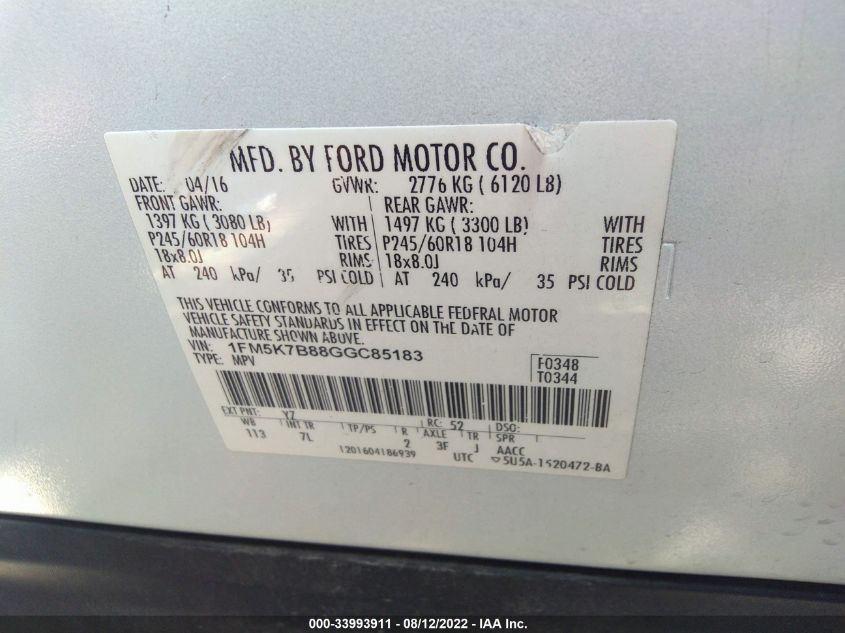 MFD. BY FORD MOTOR CO.
DATE: 04/16 GVWR: 2776 KG ( 6120 LB)
FRONT GAWR: REAR GAWR:
1397 KG ( 3080 LB) WITH 1497 KG ( 3300 LB) WITH
P245/60R18 104H TIRES P245/60R18 104H TIRES
18x8.0J RIMS 18x8.0J RIMS
AT 240 kPa/ 35 PSI COLD AT 240 kPa/ 35 PSI COLD
THIS VEHICLE CONFORMS TO ALL APPLICABLE FEDERAL MOTOR
VEHICLE SAFETY STANDARDS IN EFFECT ON THE DATE OF
MANUFACTURE SHOWN ABOVE.
VIN: 1FM5K7B88GGC85183
TYPE: MPV
F0348
T0344
EXT PNT: YZ RC: 52 DSO:
WB INT TR TP/PS R AXLE TR SPR
113 7L 2 3F J AACC
1201604186939 UTC ▽5U5A-1520472-BA
000-33993911 - 08/12/2022 - IAA Inc.